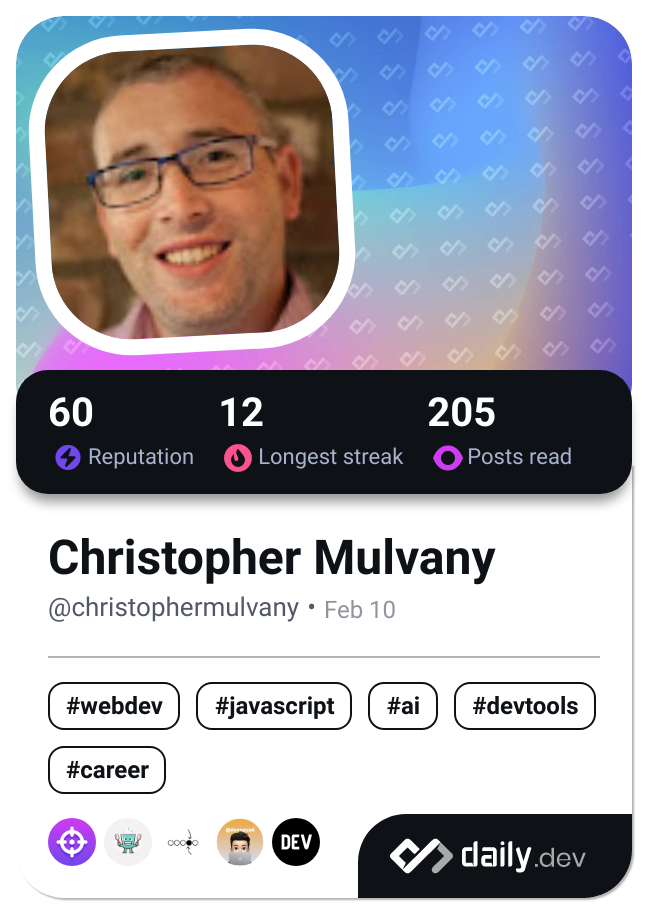 60 12 205
Reputation Longest streak Posts read
Christopher Mulvany
@christophermulvany • Feb 10
#webdev #javascript #ai #devtools
#career
DEV
daily.dev